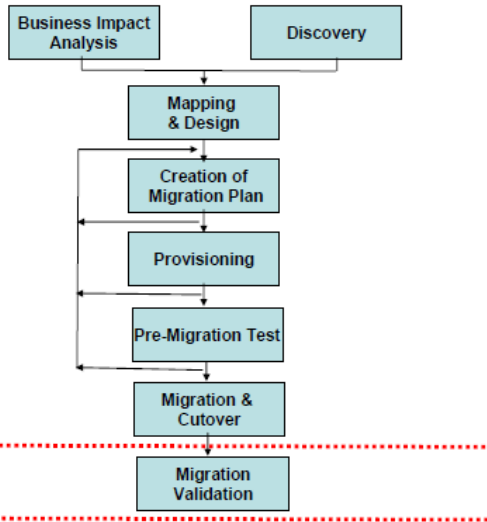 Business Impact
Analysis
Discovery
Mapping
& Design
Creation of
Migration Plan
Provisioning
Pre-Migration Test
Migration &
Cutover
Migration
Validation